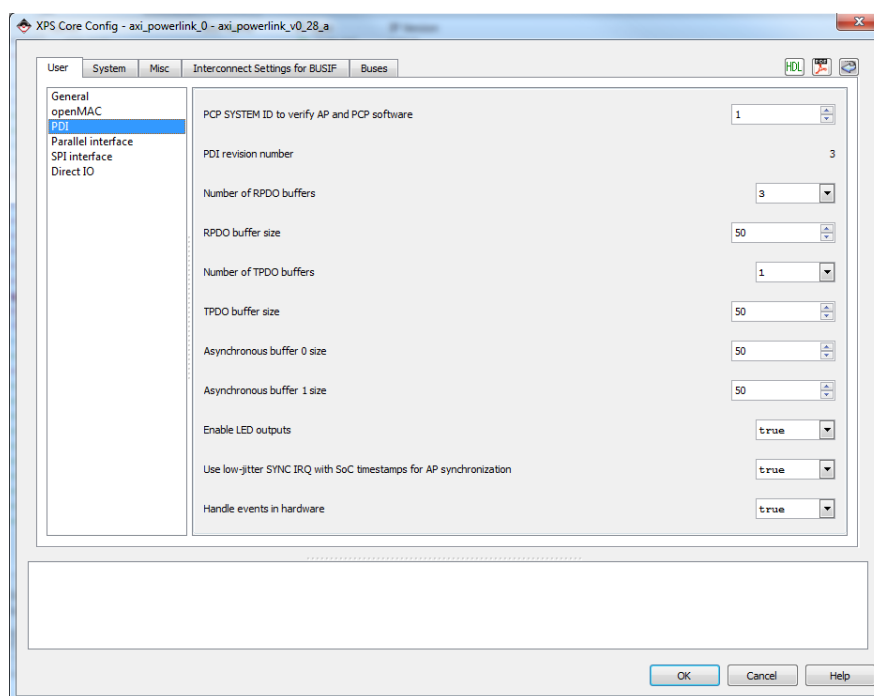 XPS Core Config - axi_powerlink_0 - axi_powerlink_v0_28_a
User System Misc Interconnect Settings for BUSIF Buses
HDL PDF
General
openMAC
PDI
Parallel interface
SPI interface
Direct IO
PCP SYSTEM ID to verify AP and PCP software 1
PDI revision number 3
Number of RPDO buffers 3
RPDO buffer size 50
Number of TPDO buffers 1
TPDO buffer size 50
Asynchronous buffer 0 size 50
Asynchronous buffer 1 size 50
Enable LED outputs true
Use low-jitter SYNC IRQ with SoC timestamps for AP synchronization true
Handle events in hardware true
OK Cancel Help